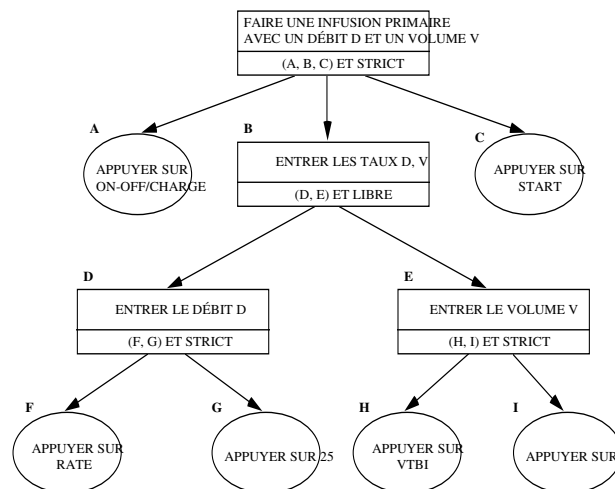 FAIRE UNE INFUSION PRIMAIRE
AVEC UN DÉBIT D ET UN VOLUME V
(A, B, C) ET STRICT
A
B
C
APPUYER SUR
ON-OFF/CHARGE
ENTRER LES TAUX D, V
(D, E) ET LIBRE
APPUYER SUR
START
D
E
ENTRER LE DÉBIT D
(F, G) ET STRICT
ENTRER LE VOLUME V
(H, I) ET STRICT
F
G
H
I
APPUYER SUR
RATE
APPUYER SUR 25
APPUYER SUR
VTBI
APPUYER SUR